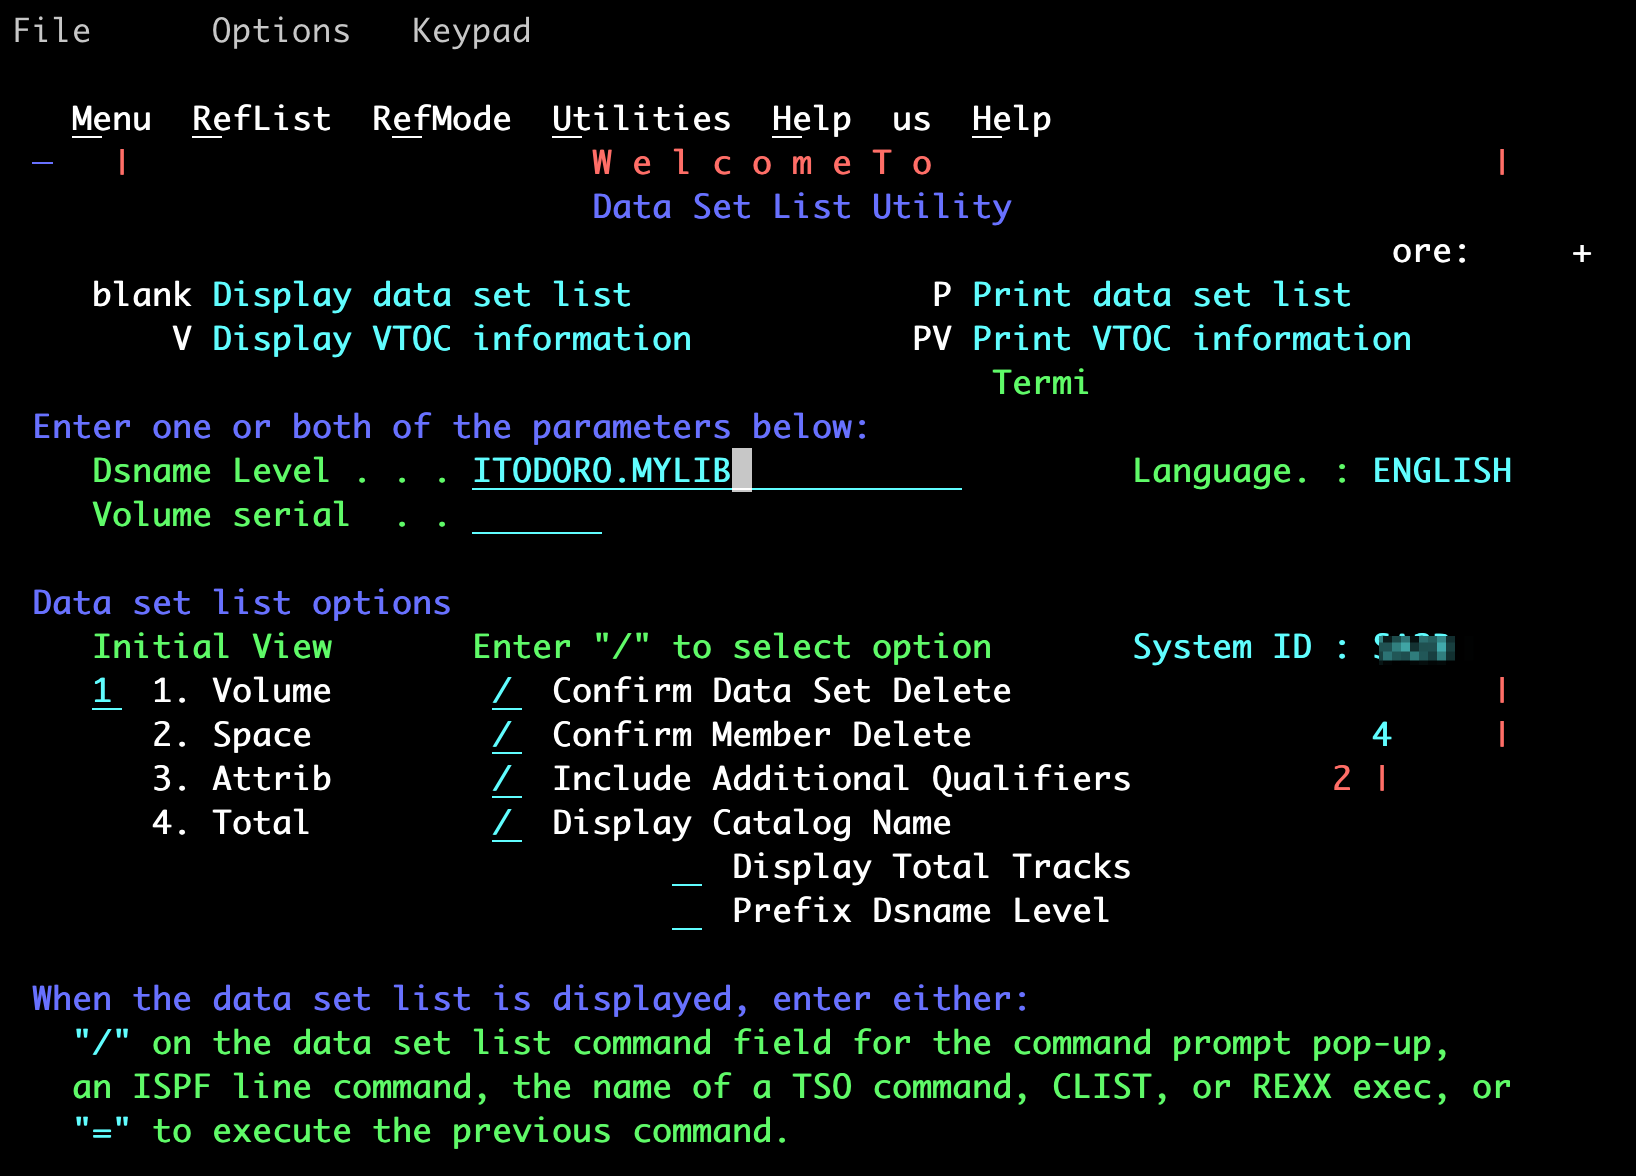 File Options Keypad
Menu RefList RefMode Utilities Help us Help
| W e l c o m e T o |
Data Set List Utility
ore: +
blank Display data set list P Print data set list
V Display VTOC information PV Print VTOC information
Termi
Enter one or both of the parameters below:
Dsname Level . . . ITODORO.MYLIB Language. : ENGLISH
Volume serial . .
Data set list options
Initial View Enter "/" to select option System ID :
1 1. Volume / Confirm Data Set Delete |
2. Space / Confirm Member Delete 4 |
3. Attrib / Include Additional Qualifiers 2 |
4. Total / Display Catalog Name
Display Total Tracks
Prefix Dsname Level
When the data set list is displayed, enter either:
"/" on the data set list command field for the command prompt pop-up,
an ISPF line command, the name of a TSO command, CLIST, or REXX exec, or
"=" to execute the previous command.